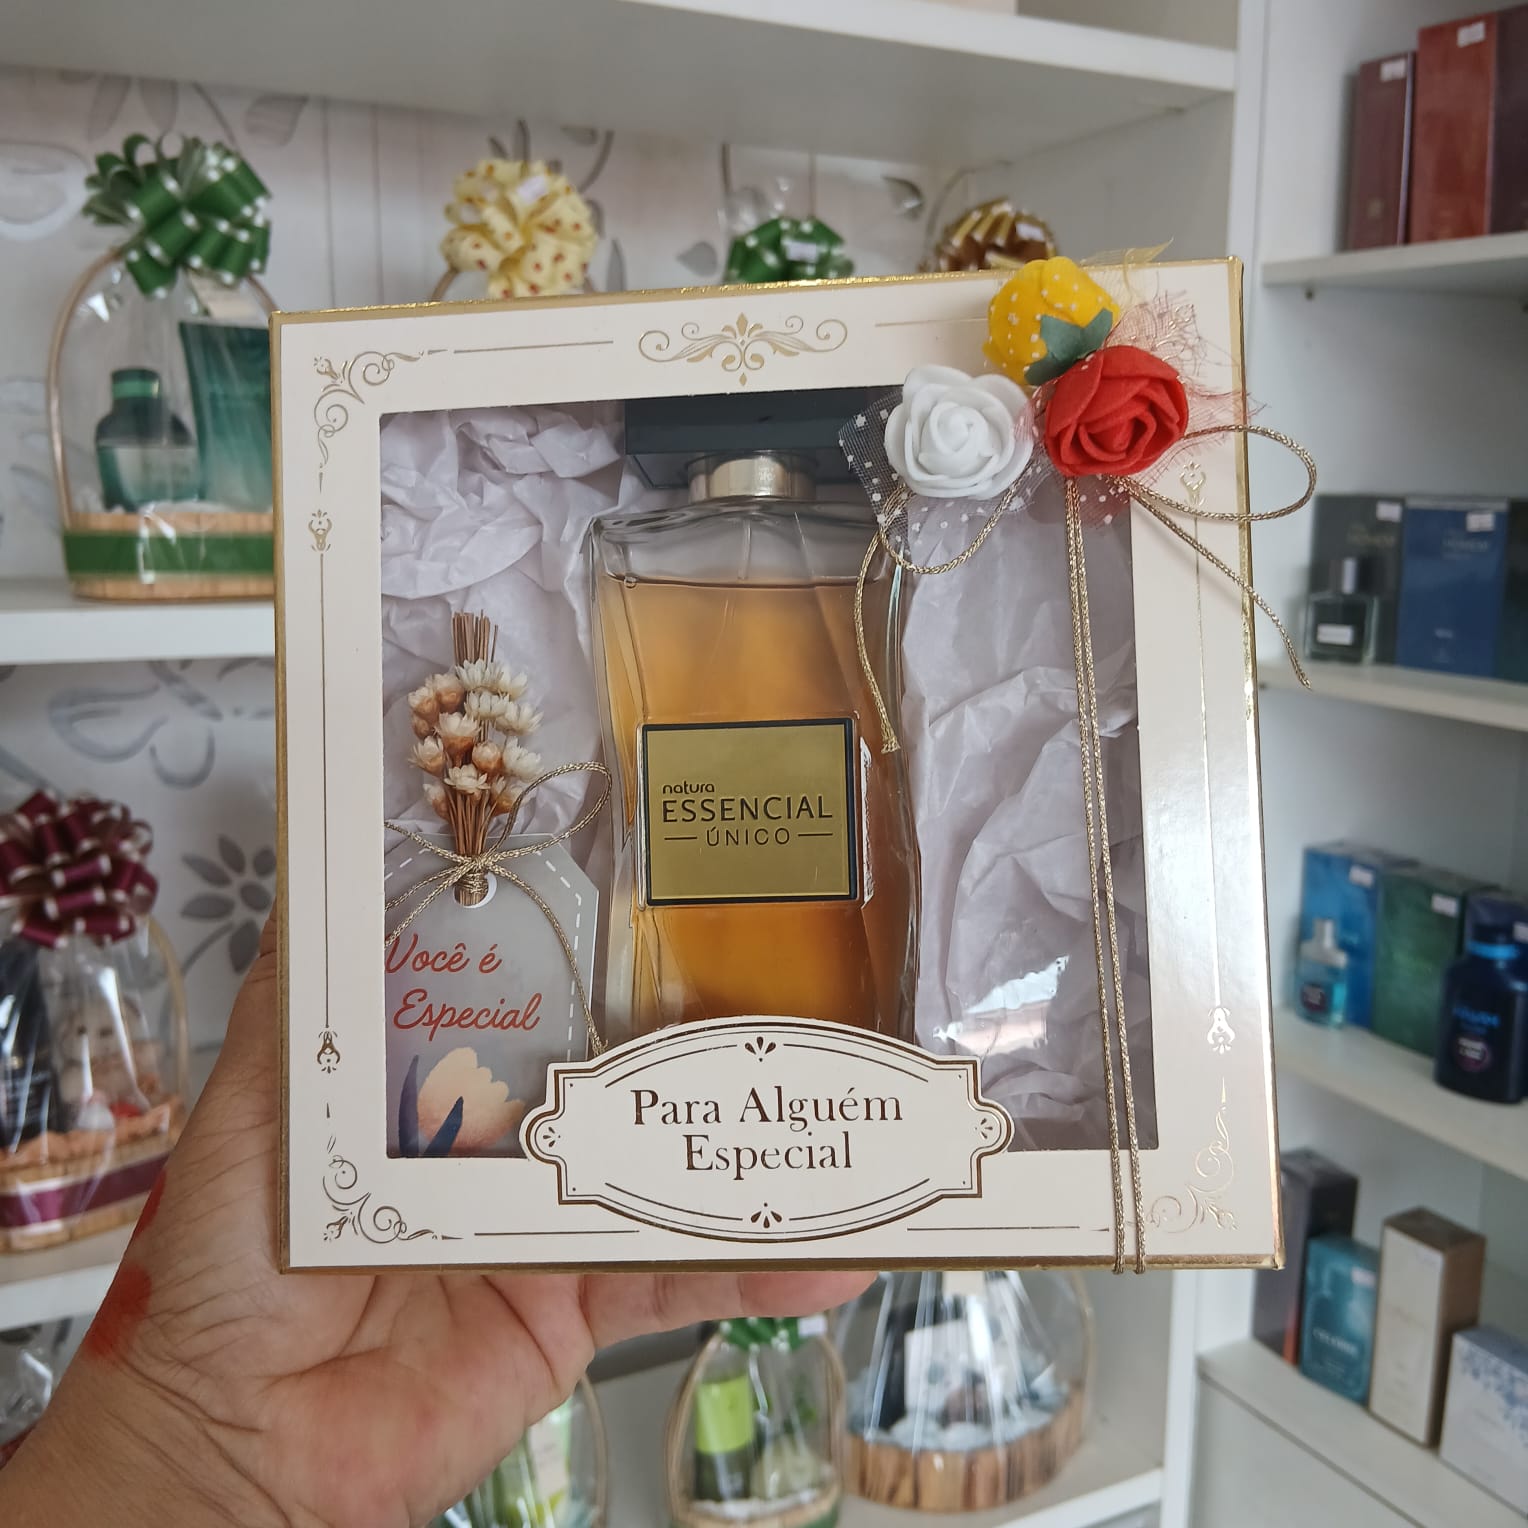 natura
ESSENCIAL
ÚNICO
Você é
Especial
Para Alguém
Especial